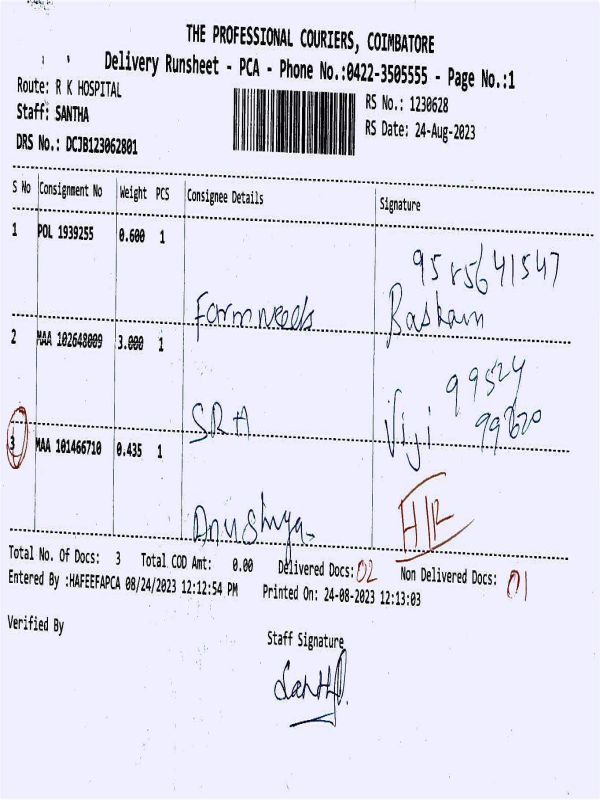 THE PROFESSIONAL COURIERS, COIMBATORE
Delivery Runsheet - PCA - Phone No.:0422-3505555 - Page No.:1
Route: R K HOSPITAL
RS No.: 1230628
Staff: SANTHA
RS Date: 24-Aug-2023
DRS No.: DCJB123062801
S No Consignment No Weight PCS Consignee Details Signature
1 POL 1939255 0.600 1
9585641547
Farmweeds Baskaran
2 MAA 102648009 3.000 1
99524
SRA Viji 99620
3 MAA 101466710 0.435 1
Anushya
Total No. Of Docs: 3 Total COD Amt: 0.00 Delivered Docs: 02 Non Delivered Docs: 01
Entered By :HAFEEFAPCA 08/24/2023 12:12:54 PM Printed On: 24-08-2023 12:13:03
Verified By
Staff Signature